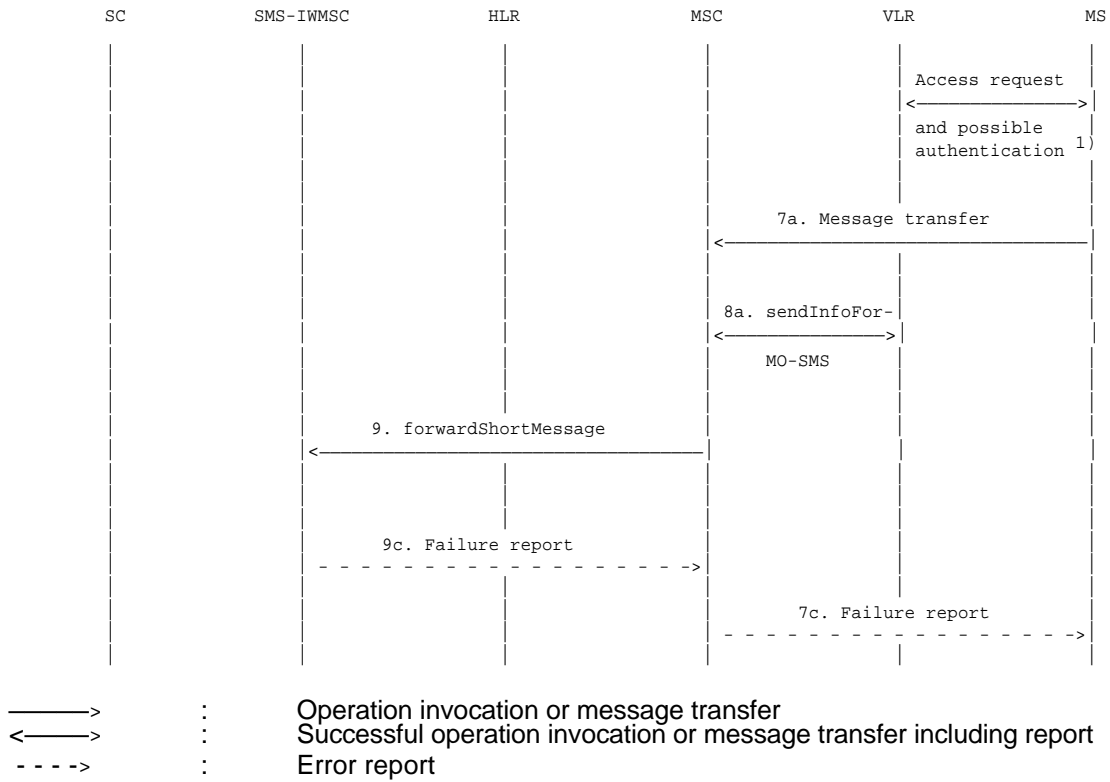 SC SMS-IWMSC HLR MSC VLR MS
Access request
and possible
authentication 1)
7a. Message transfer
8a. sendInfoFor-
MO-SMS
9. forwardShortMessage
9c. Failure report
7c. Failure report
: Operation invocation or message transfer
: Successful operation invocation or message transfer including report
: Error report